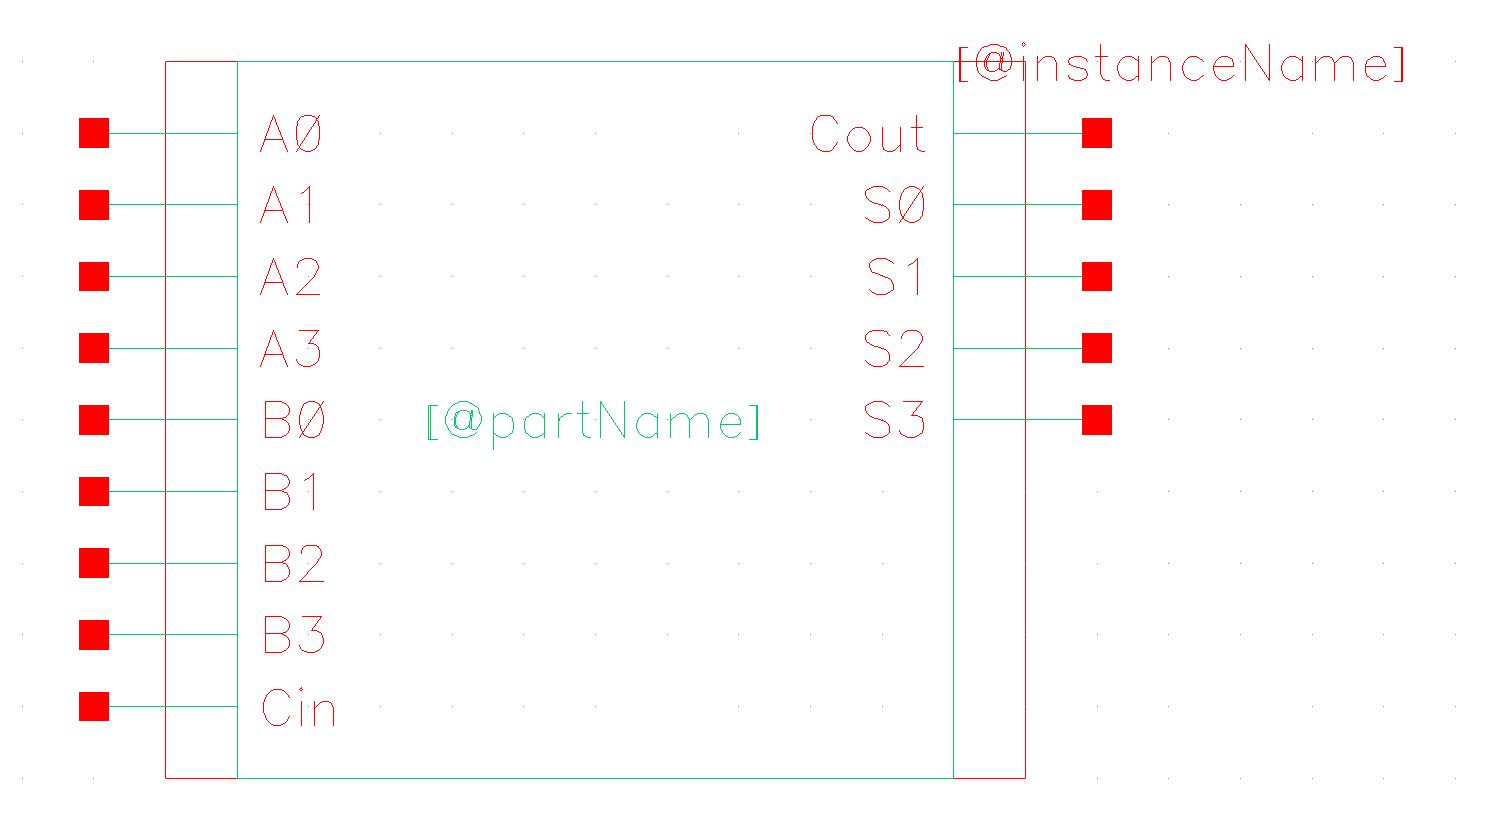 [@instanceName]
A0 Cout
A1 S0
A2 S1
A3 S2
B0 [@partName] S3
B1
B2
B3
Cin